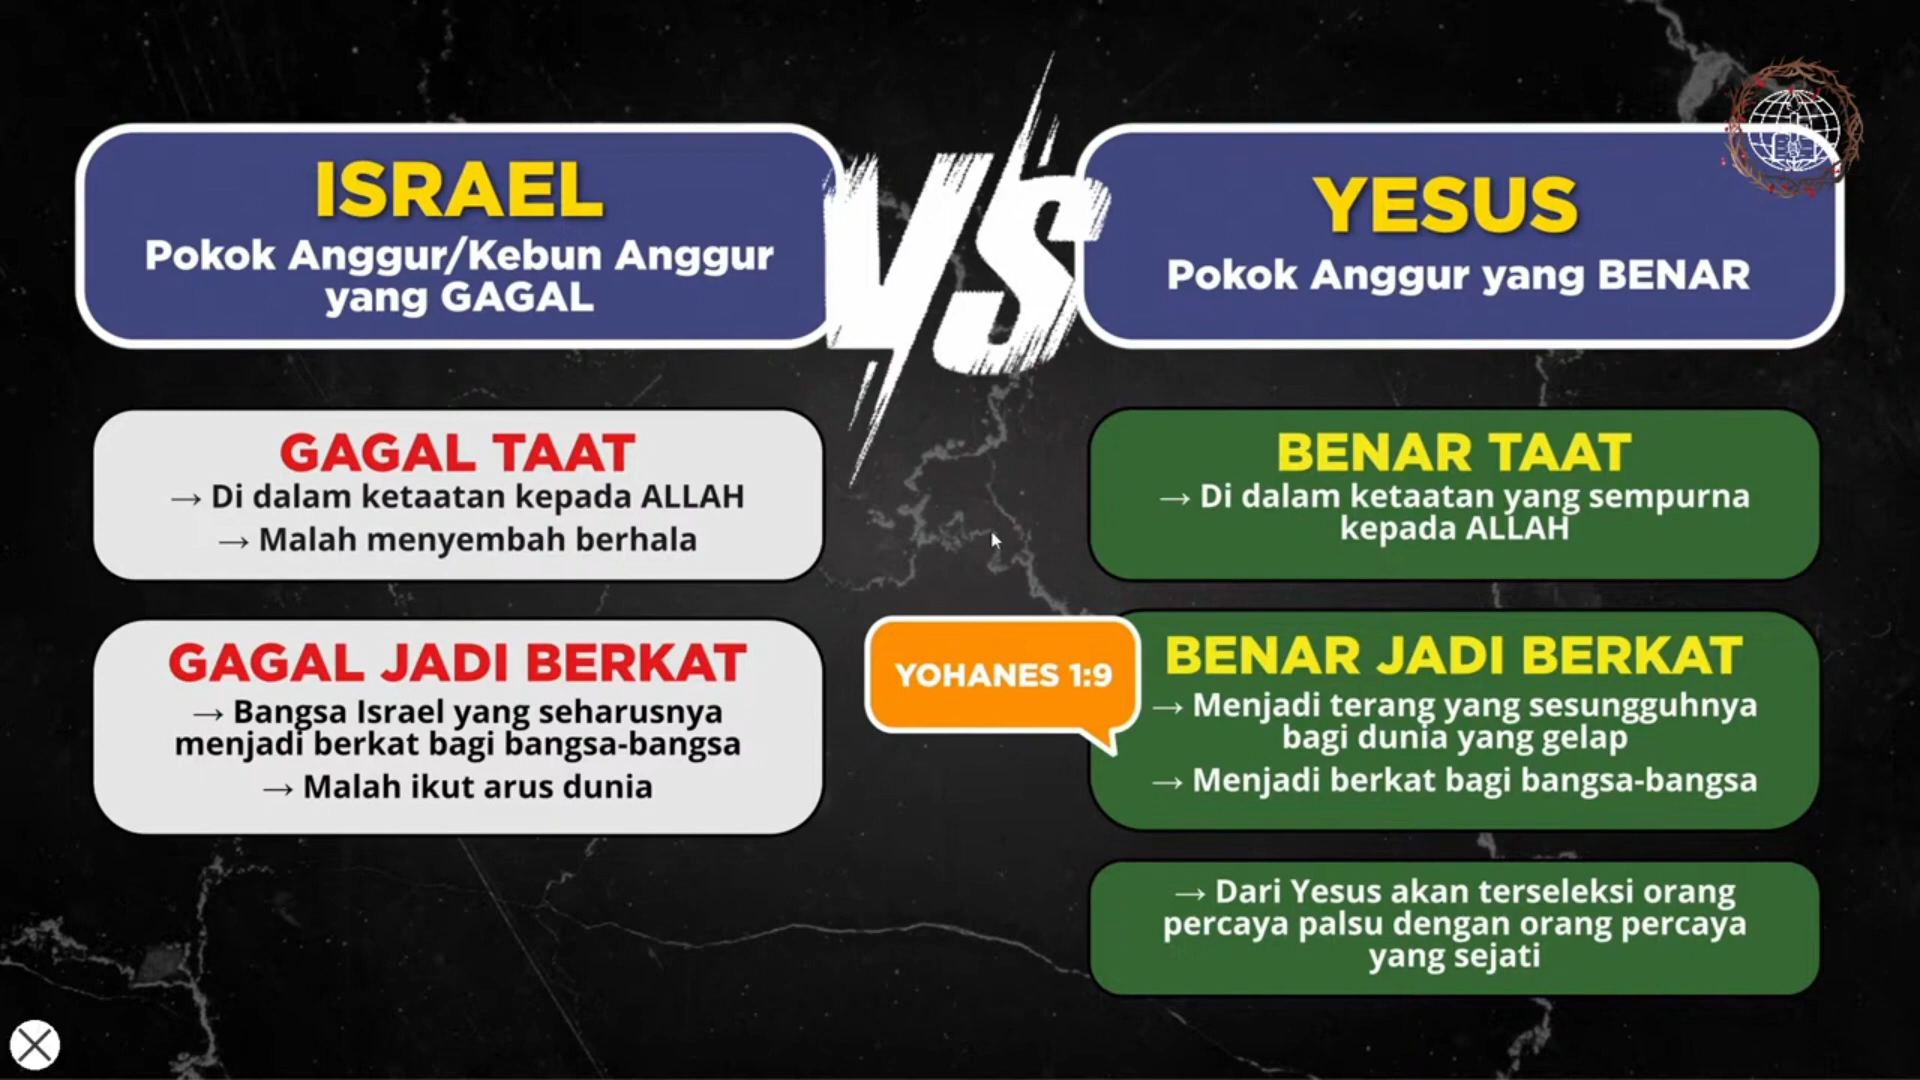 ISRAEL
Pokok Anggur/Kebun Anggur
yang GAGAL
VS
YESUS
Pokok Anggur yang BENAR
GAGAL TAAT
→ Di dalam ketaatan kepada ALLAH
→ Malah menyembah berhala
BENAR TAAT
→ Di dalam ketaatan yang sempurna
kepada ALLAH
GAGAL JADI BERKAT
→ Bangsa Israel yang seharusnya
menjadi berkat bagi bangsa-bangsa
→ Malah ikut arus dunia
YOHANES 1:9
BENAR JADI BERKAT
→ Menjadi terang yang sesungguhnya
bagi dunia yang gelap
→ Menjadi berkat bagi bangsa-bangsa
→ Dari Yesus akan terseleksi orang
percaya palsu dengan orang percaya
yang sejati